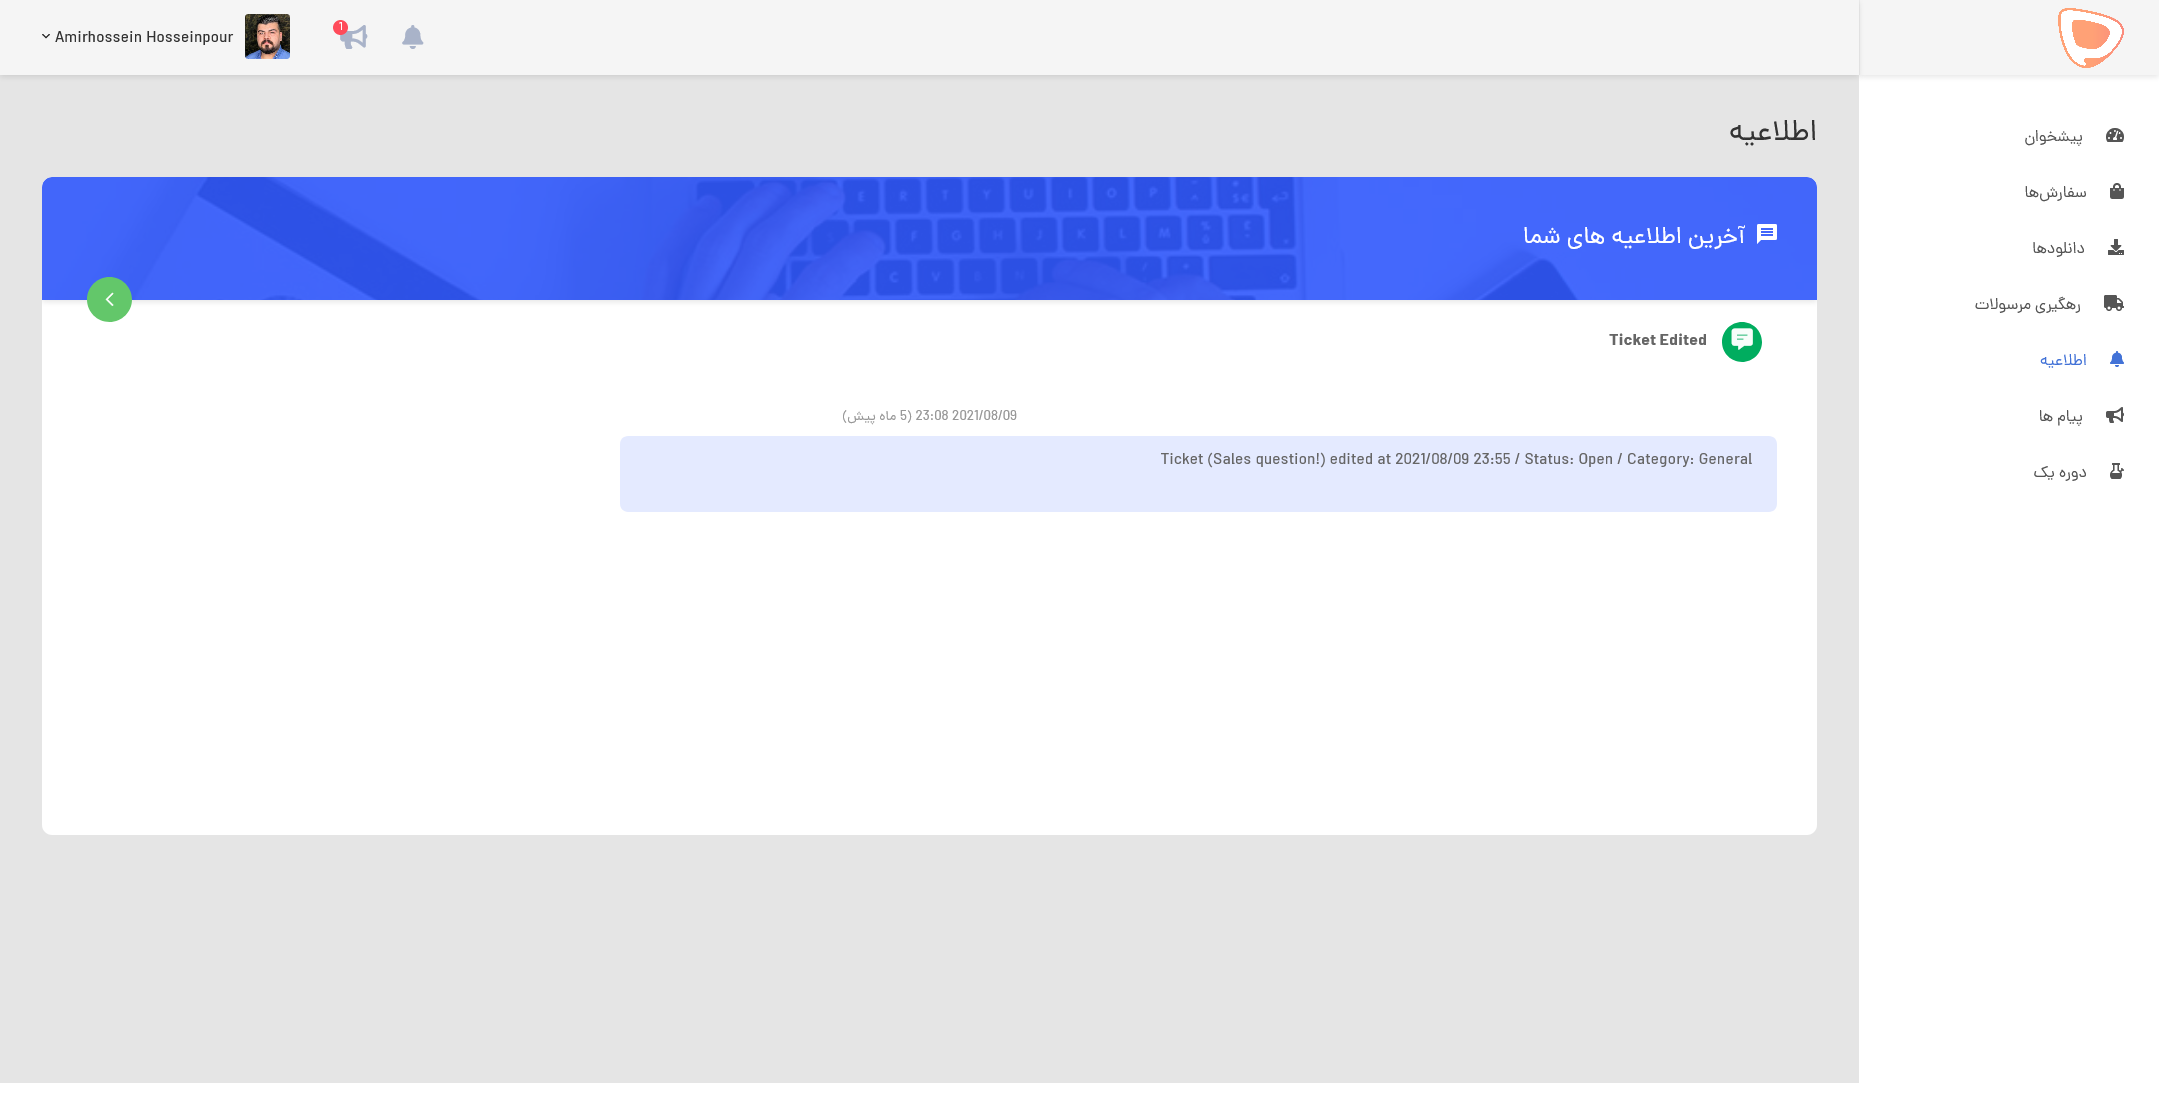 Amirhossein Hosseinpour
1
پیشخوان
سفارش‌ها
دانلودها
رهگیری مرسولات
اطلاعیه
پیام ها
دوره یک
اطلاعیه
آخرین اطلاعیه های شما
Ticket Edited
2021/08/09 23:08 (5 ماه پیش)
Ticket (Sales question!) edited at 2021/08/09 23:55 / Status: Open / Category: General